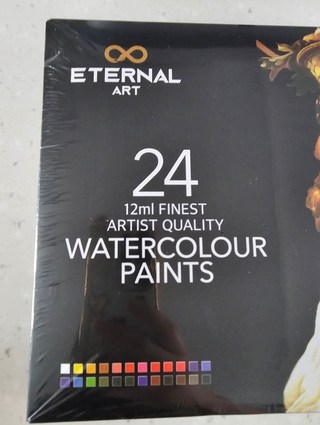 ETERNAL
ART
24
12ml FINEST
ARTIST QUALITY
WATERCOLOUR
PAINTS